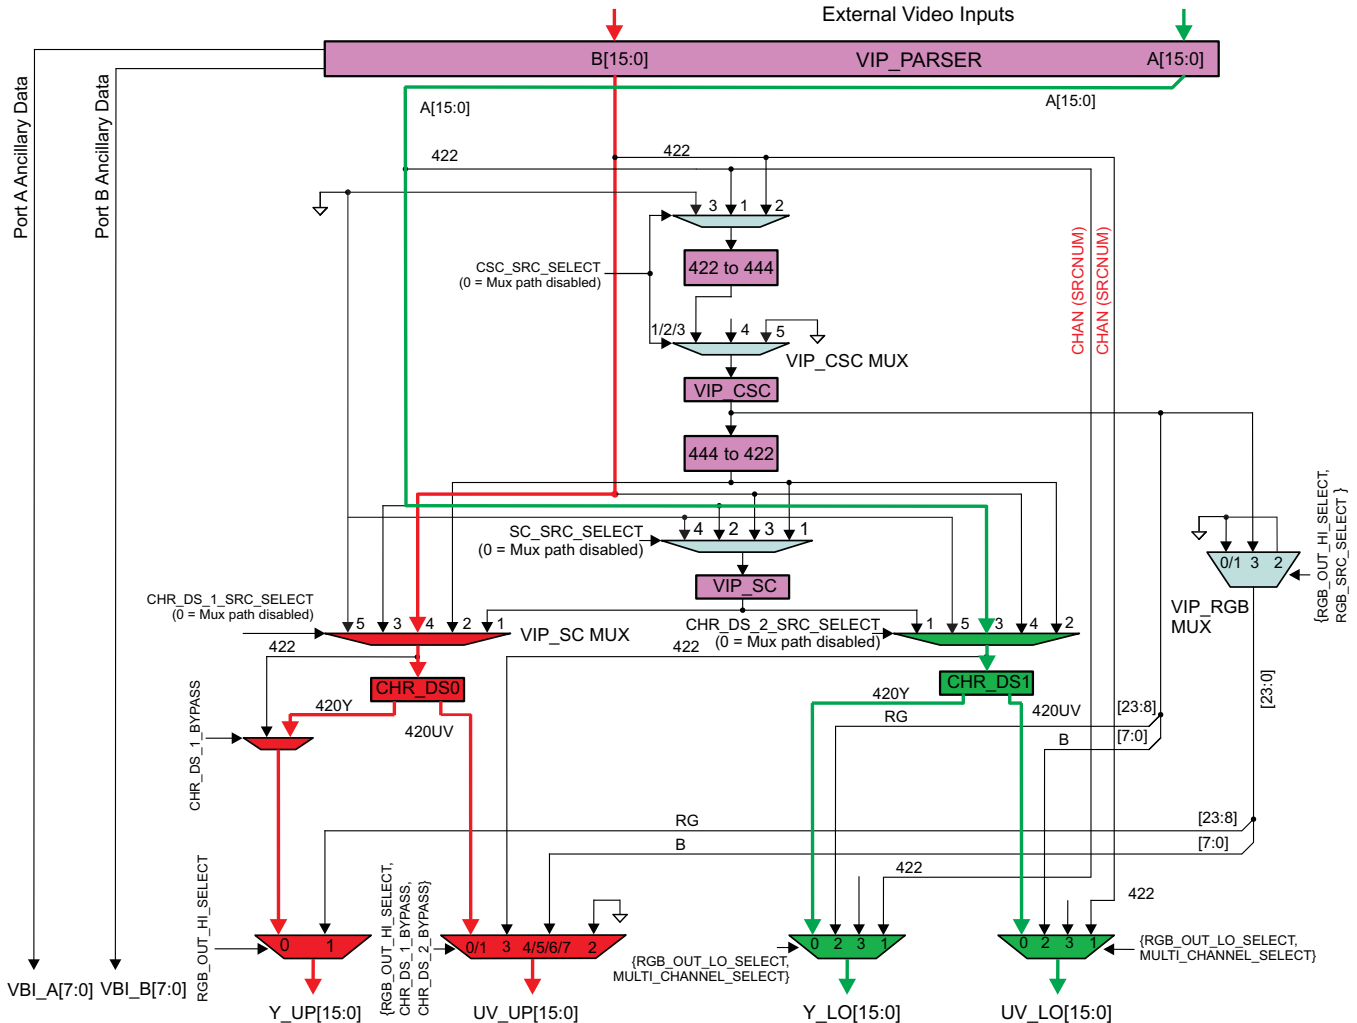 External Video Inputs
B[15:0]
VIP_PARSER
A[15:0]
A[15:0]
A[15:0]
Port A Ancillary Data
Port B Ancillary Data
422
422
3 1 2
CSC_SRC_SELECT
(0 = Mux path disabled)
422 to 444
CHAN (SRCNUM)
CHAN (SRCNUM)
1/2/3 4 5
VIP_CSC MUX
VIP_CSC
444 to 422
{RGB_OUT_HI_SELECT,
RGB_SRC_SELECT }
SC_SRC_SELECT
(0 = Mux path disabled)
4 2 3 1
0/1 3 2
VIP_SC
VIP_RGB
MUX
CHR_DS_1_SRC_SELECT
(0 = Mux path disabled)
5 3 4 2 1
VIP_SC MUX
CHR_DS_2_SRC_SELECT
(0 = Mux path disabled)
1 5 3 4 2
422
422
CHR_DS0
CHR_DS1
[23:0]
CHR_DS_1_BYPASS
420Y
420UV
420Y
420UV
RG
[23:8]
B
[7:0]
RG
[23:8]
B
[7:0]
422
422
RGB_OUT_HI_SELECT
0 1
{RGB_OUT_HI_SELECT,
CHR_DS_1_BYPASS,
CHR_DS_2_BYPASS}
0/1 3 4/5/6/7 2
0 2 3 1
0 2 3 1
{RGB_OUT_LO_SELECT,
MULTI_CHANNEL_SELECT}
{RGB_OUT_LO_SELECT,
MULTI_CHANNEL_SELECT}
VBI_A[7:0]
VBI_B[7:0]
Y_UP[15:0]
UV_UP[15:0]
Y_LO[15:0]
UV_LO[15:0]